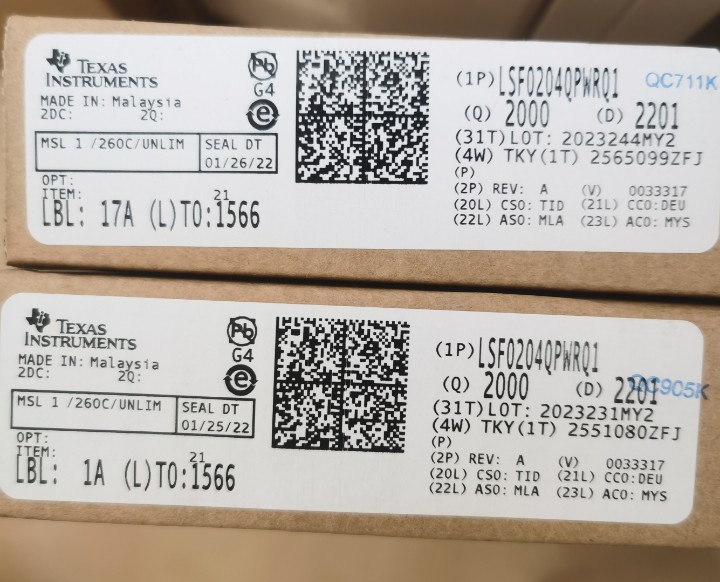 TEXAS
INSTRUMENTS
MADE IN: Malaysia
2DC: 2Q:
MSL 1 /260C/UNLIM
SEAL DT
01/26/22
OPT:
ITEM:
21
LBL: 17A (L)TO:1566
Pb
G4
e
(1P)LSF0204QPWRQ1 QC711K
(Q) 2000 (D) 2201
(31T)LOT: 2023244MY2
(4W) TKY(1T) 2565099ZFJ
(P)
(2P) REV: A (V) 0033317
(20L) CSO: TID (21L) CCO:DEU
(22L) ASO: MLA (23L) ACO: MYS
TEXAS
INSTRUMENTS
MADE IN: Malaysia
2DC: 2Q:
MSL 1 /260C/UNLIM
SEAL DT
01/25/22
OPT:
ITEM:
21
LBL: 1A (L)TO:1566
Pb
G4
e
(1P)LSF0204QPWRQ1
(Q) 2000 (D) 2201 QC905K
(31T)LOT: 2023231MY2
(4W) TKY(1T) 2551080ZFJ
(P)
(2P) REV: A (V) 0033317
(20L) CSO: TID (21L) CCO:DEU
(22L) ASO: MLA (23L) ACO: MYS